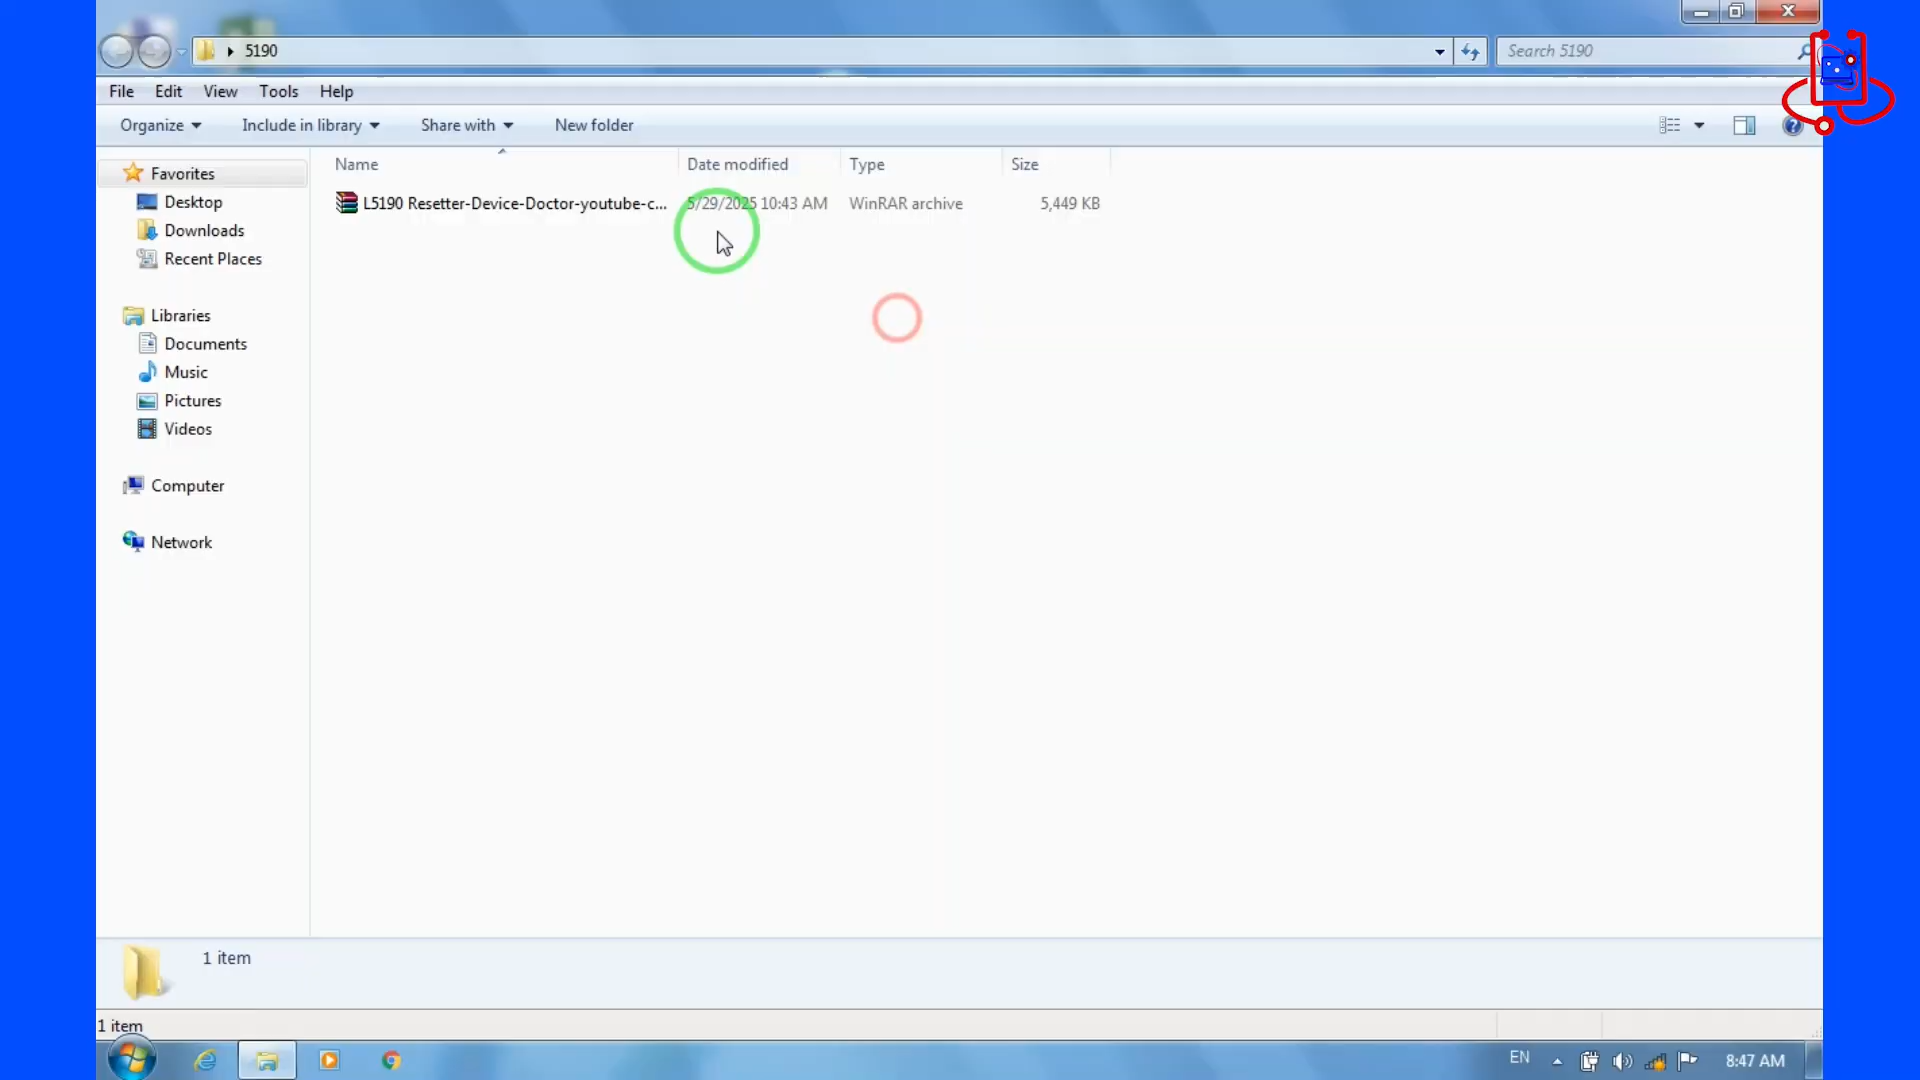 5190
Search 5190
File Edit View Tools Help
Organize Include in library Share with New folder
Name Date modified Type Size
L5190 Resetter-Device-Doctor-youtube-c... 5/29/2025 10:43 AM WinRAR archive 5,449 KB
Favorites
Desktop
Downloads
Recent Places
Libraries
Documents
Music
Pictures
Videos
Computer
Network
1 item
1 item
EN 8:47 AM